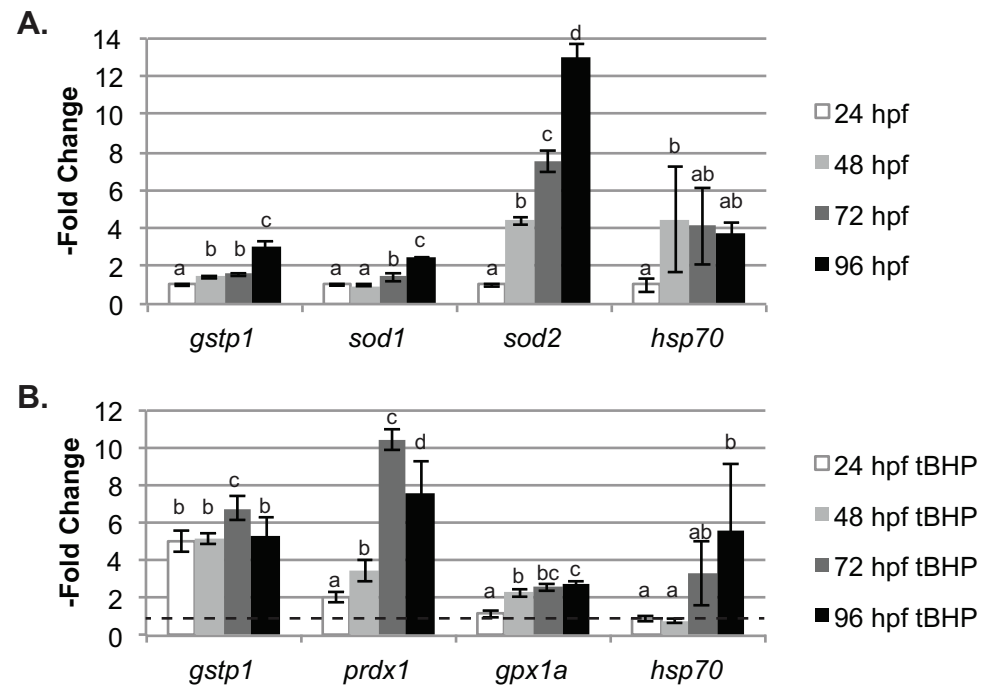 A.
-Fold Change
14
12
10
8
6
4
2
0
a b b c
a a b c
a b c d
a b ab ab
gstp1 sod1 sod2 hsp70
24 hpf
48 hpf
72 hpf
96 hpf
B.
-Fold Change
12
10
8
6
4
2
0
b b c b
a b c d
a b bc c
a a ab b
gstp1 prdx1 gpx1a hsp70
24 hpf tBHP
48 hpf tBHP
72 hpf tBHP
96 hpf tBHP